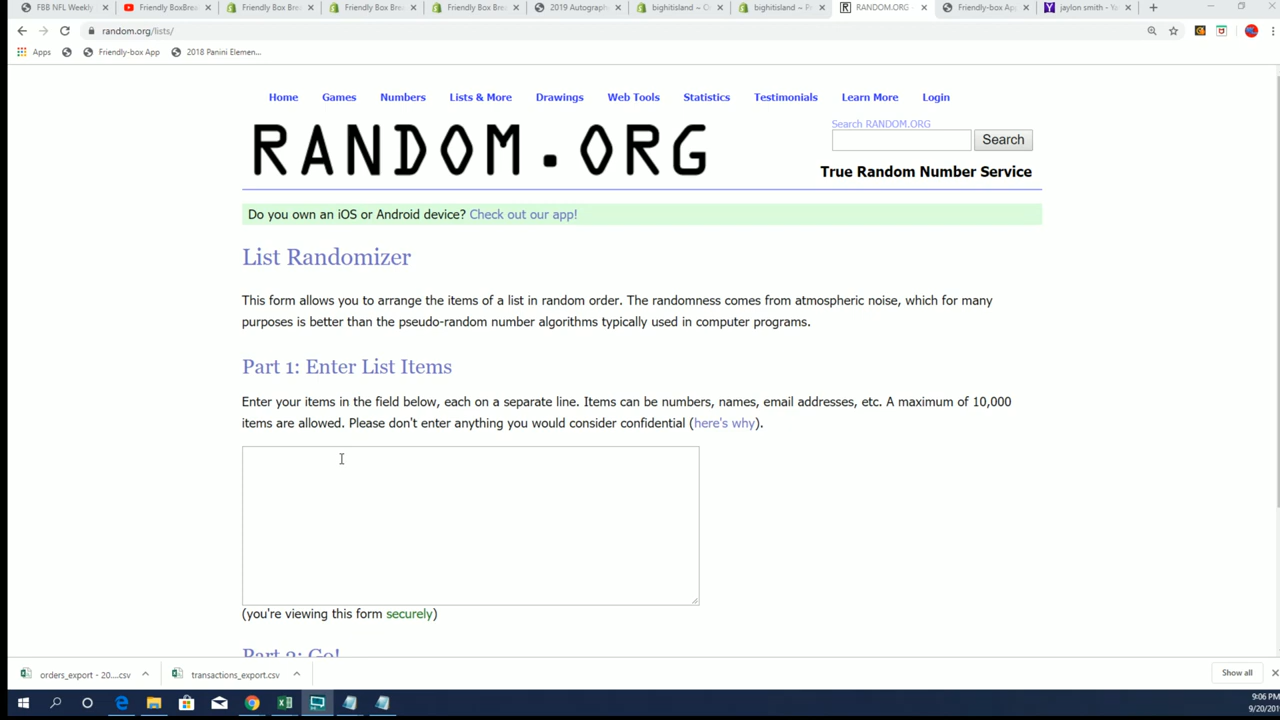 FBB NFL Weekly
Friendly BoxBrea
Friendly Box Bre
Friendly Box Brea
Friendly Box Bre
2019 Autograph
bighitisland ~ O
bighitisland ~ P
RANDOM.ORG -
Friendly-box App
jaylon smith - Ya
random.org/lists/
Apps
Friendly-box App
2018 Panini Elemen...
Home
Games
Numbers
Lists & More
Drawings
Web Tools
Statistics
Testimonials
Learn More
Login
RANDOM.ORG
Search RANDOM.ORG
Search
True Random Number Service
Do you own an iOS or Android device? Check out our app!
List Randomizer
This form allows you to arrange the items of a list in random order. The randomness comes from atmospheric noise, which for many
purposes is better than the pseudo-random number algorithms typically used in computer programs.
Part 1: Enter List Items
Enter your items in the field below, each on a separate line. Items can be numbers, names, email addresses, etc. A maximum of 10,000
items are allowed. Please don't enter anything you would consider confidential (here's why).
(you're viewing this form securely)
Part 2: Go!
orders_export - 20....csv
transactions_export.csv
Show all
9:06 PM
9/20/201